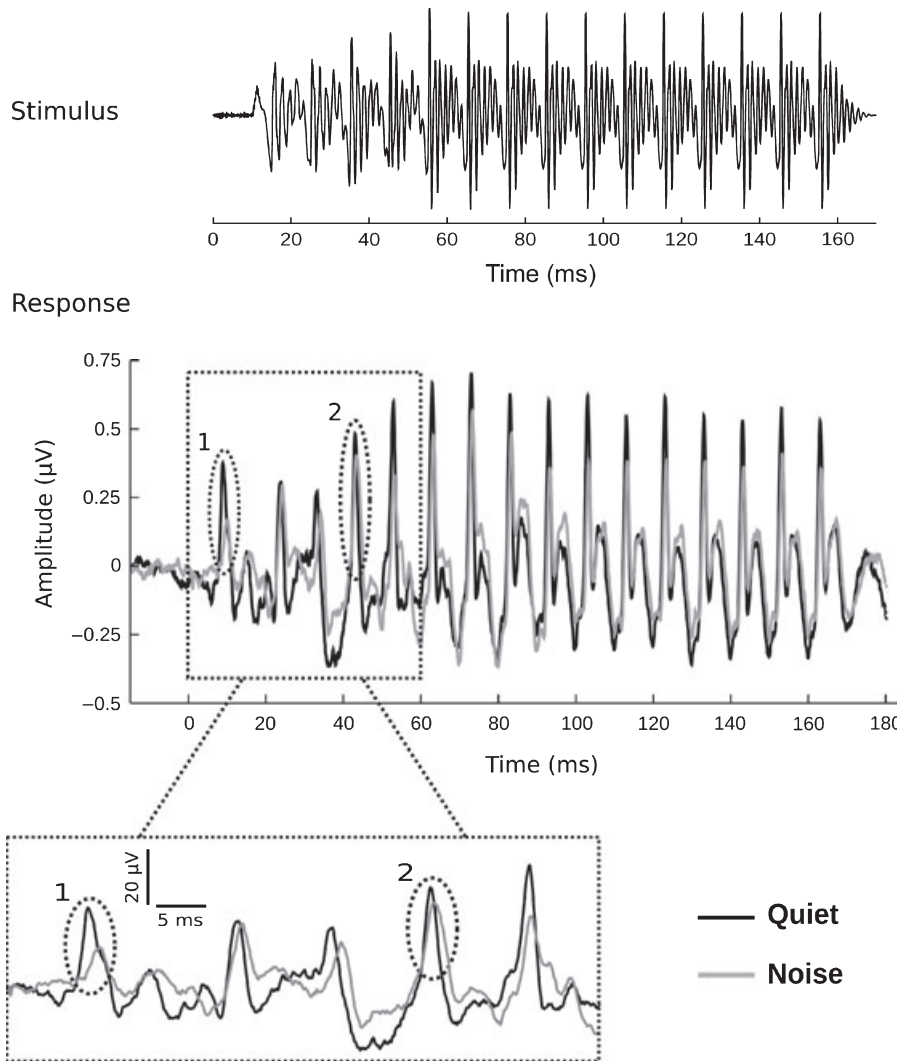 Stimulus
0 20 40 60 80 100 120 140 160
Time (ms)
Response
0.75
0.5
0.25
0
−0.25
−0.5
Amplitude (µV)
1
2
0 20 40 60 80 100 120 140 160 180
Time (ms)
1
20 µV
5 ms
2
Quiet
Noise